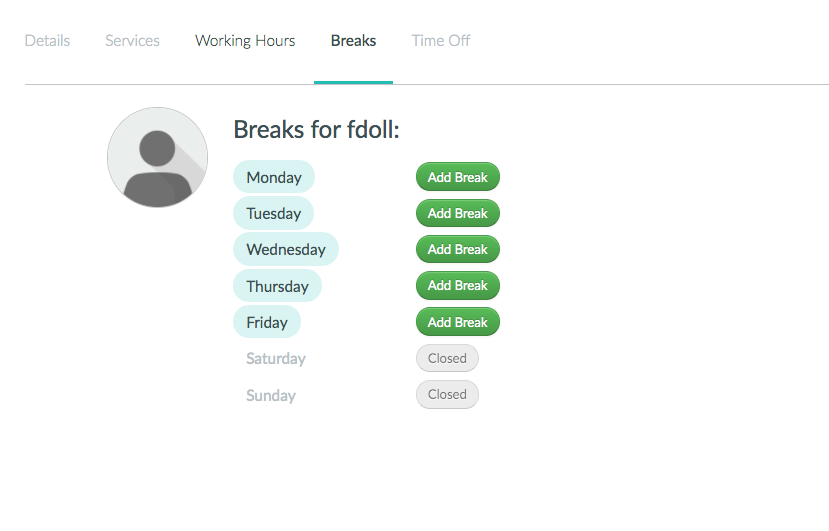 Details Services Working Hours Breaks Time Off
Breaks for fdoll:
Monday Add Break
Tuesday Add Break
Wednesday Add Break
Thursday Add Break
Friday Add Break
Saturday Closed
Sunday Closed